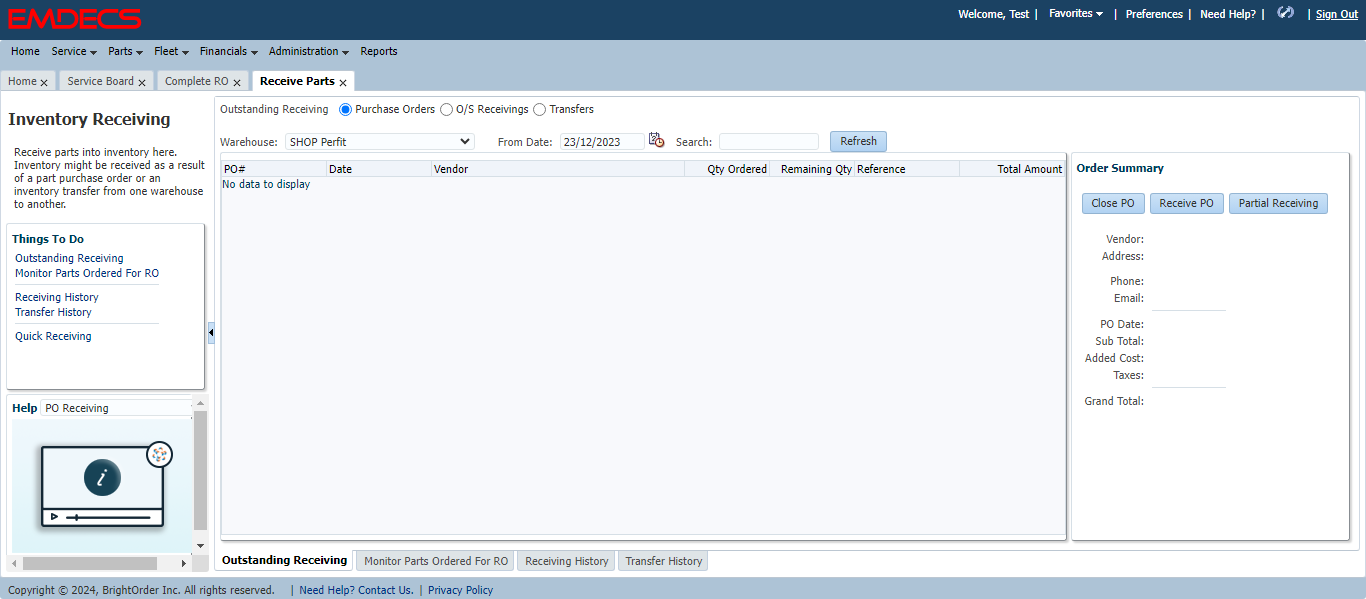 EMDECS
Welcome, Test | Favorites | Preferences | Need Help? | | Sign Out
Home Service Parts Fleet Financials Administration Reports
Home Service Board Complete RO Receive Parts
Inventory Receiving
Receive parts into inventory here.
Inventory might be received as a result
of a part purchase order or an
inventory transfer from one warehouse
to another.
Things To Do
Outstanding Receiving
Monitor Parts Ordered For RO
Receiving History
Transfer History
Quick Receiving
Help PO Receiving
i
Outstanding Receiving Purchase Orders O/S Receivings Transfers
Warehouse: SHOP Perfit From Date: 23/12/2023 Search: Refresh
PO# Date Vendor Qty Ordered Remaining Qty Reference Total Amount
No data to display
Order Summary
Close PO Receive PO Partial Receiving
Vendor:
Address:
Phone:
Email:
PO Date:
Sub Total:
Added Cost:
Taxes:
Grand Total:
Outstanding Receiving Monitor Parts Ordered For RO Receiving History Transfer History
Copyright © 2024, BrightOrder Inc. All rights reserved. | Need Help? Contact Us. | Privacy Policy